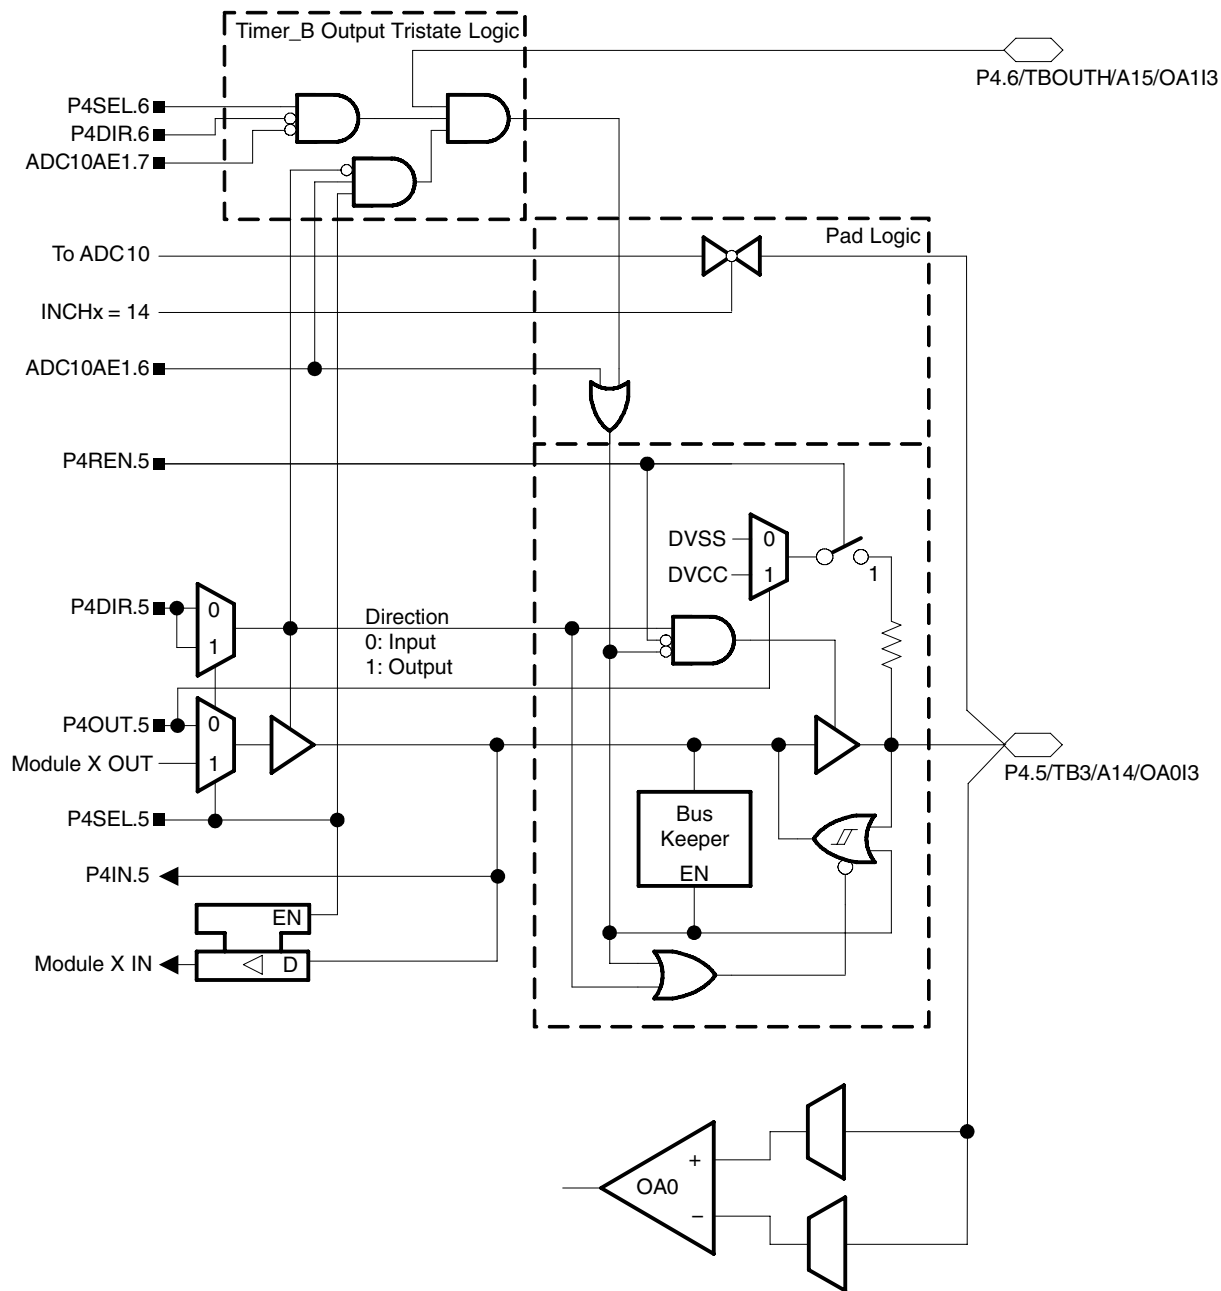 Timer_B Output Tristate Logic
P4.6/TBOUTH/A15/OA1I3
P4SEL.6
P4DIR.6
ADC10AE1.7
Pad Logic
To ADC10
INCHx = 14
ADC10AE1.6
P4REN.5
DVSS
0
DVCC
1
1
P4DIR.5
0
1
Direction
0: Input
1: Output
P4OUT.5
0
Module X OUT
1
P4.5/TB3/A14/OA0I3
P4SEL.5
Bus
Keeper
EN
P4IN.5
EN
Module X IN
D
+
OA0
−